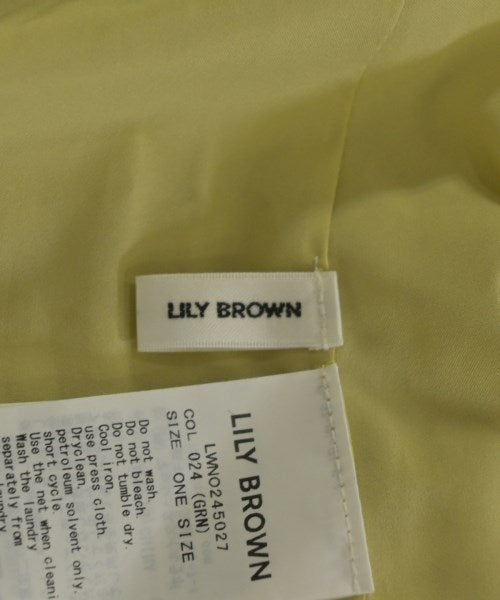 LILY BROWN
LILY BROWN
LWNO245027
COL 024 (GRN)
SIZE ONE SIZE
Do not wash.
Do not bleach.
Do not tumble dry.
Cool iron.
use press cloth.
Dryclean.
petroleum solvent only.
short cycle.
Use the net when cleani
Wash the laundry
separately from